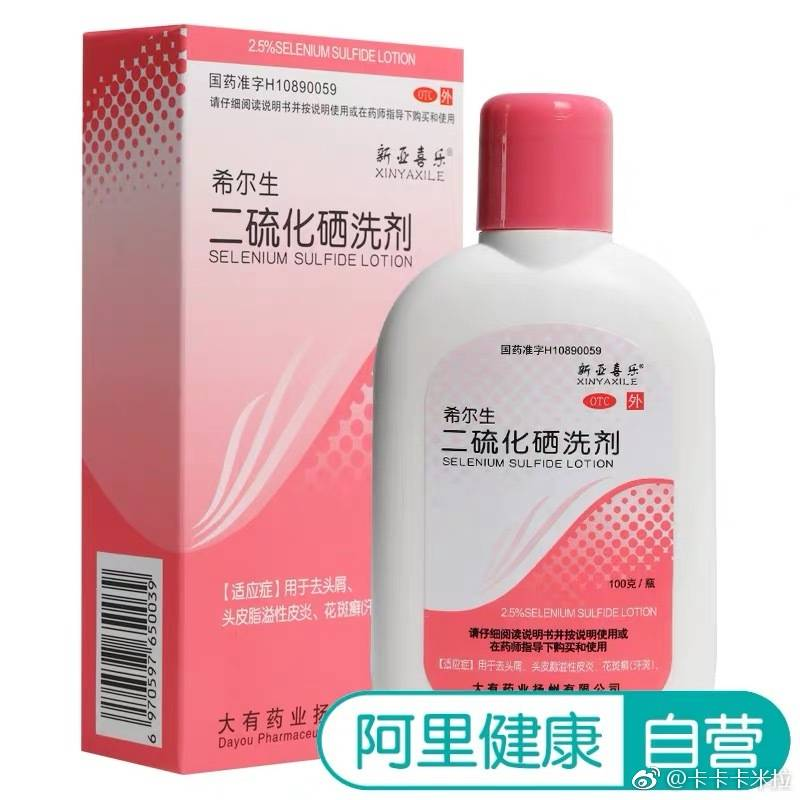 2.5%SELENIUM SULFIDE LOTION
国药准字H10890059
OTC 外
请仔细阅读说明书并按说明使用或在药师指导下购买和使用
新亚喜乐®
XINYAXILE
希尔生
二硫化硒洗剂
SELENIUM SULFIDE LOTION
【适应症】用于去头屑、
头皮脂溢性皮炎、花斑癣(汗
大有药业扬
Dayou Pharmaceu
6 970597 650039
国药准字H10890059
新亚喜乐®
XINYAXILE
OTC 外
希尔生
二硫化硒洗剂
SELENIUM SULFIDE LOTION
100克/瓶
2.5%SELENIUM SULFIDE LOTION
请仔细阅读说明书并按说明使用或
在药师指导下购买和使用
【适应症】用于去头屑、头皮脂溢性皮炎、花斑癣(汗斑)。
大有药业扬州有限公司
阿里健康 自营
@卡卡卡米拉